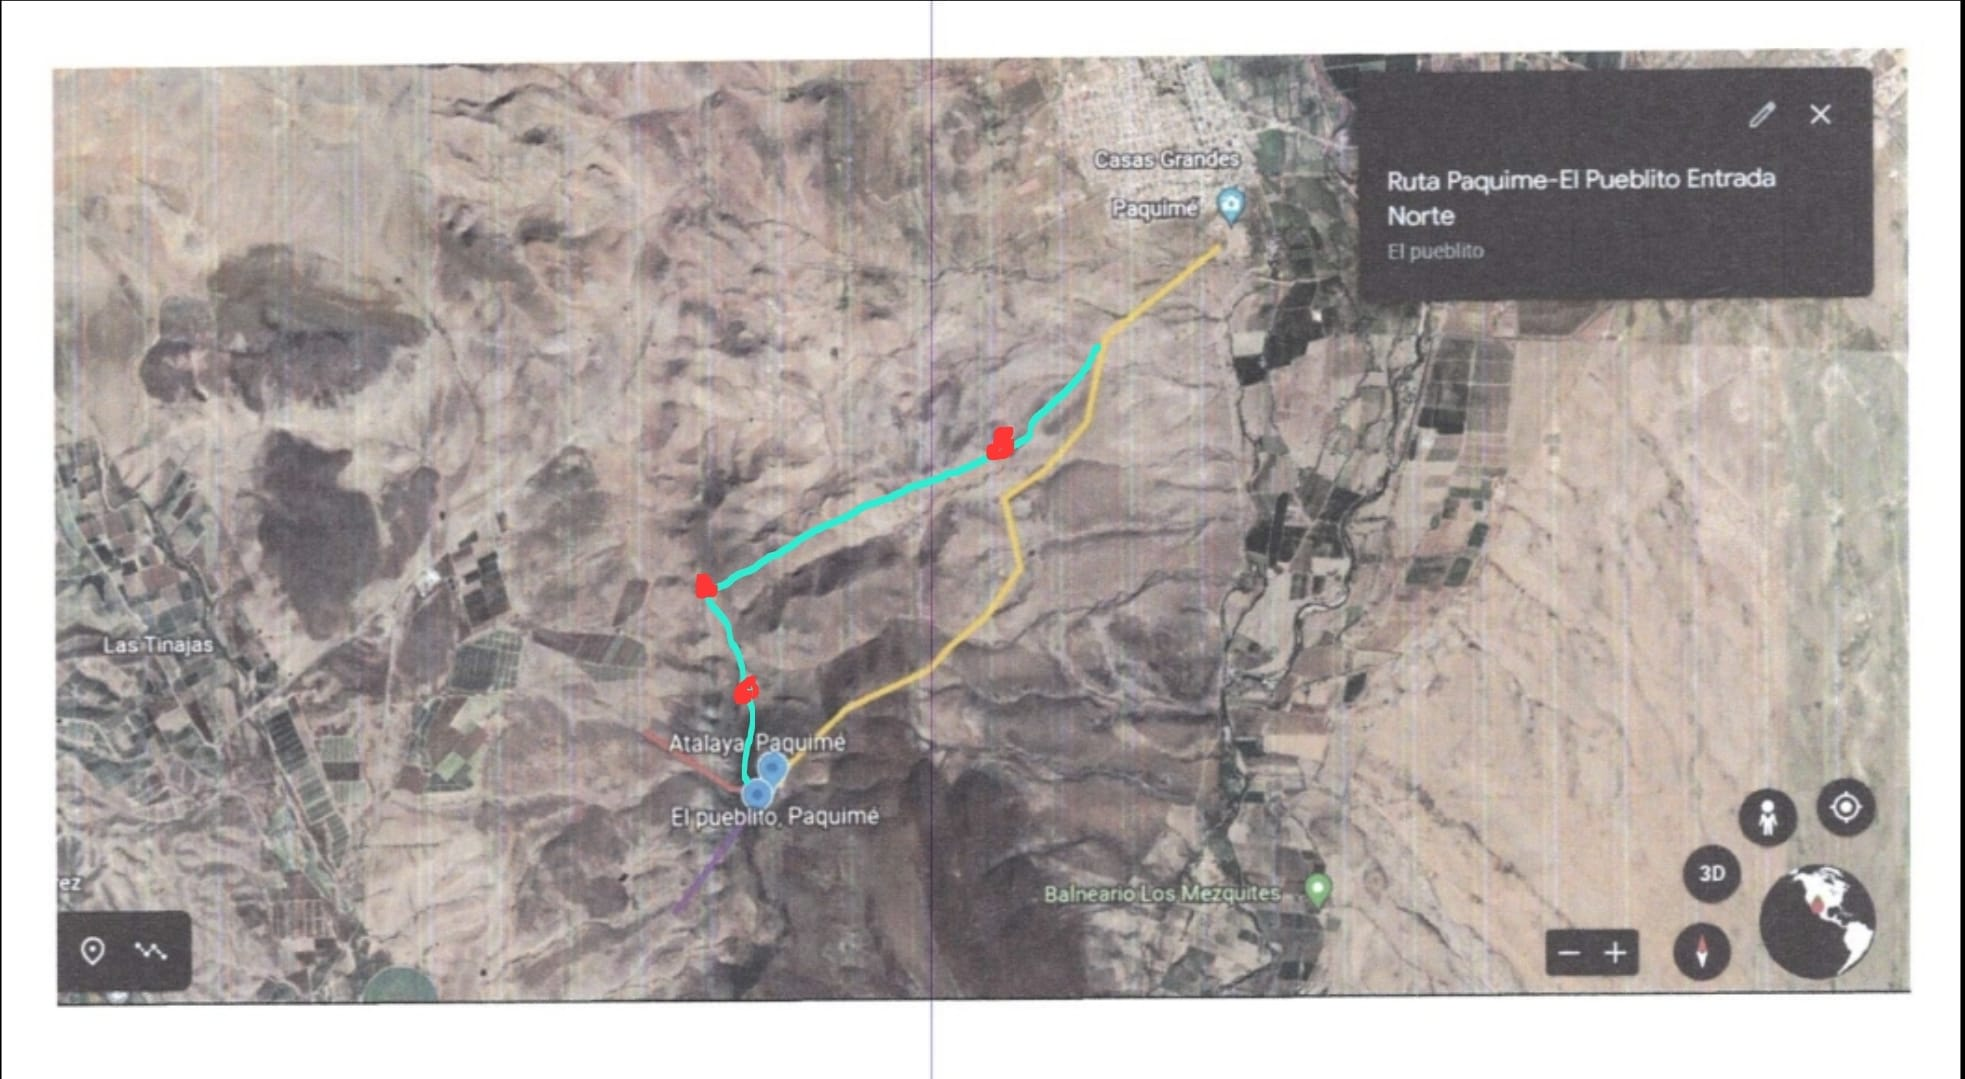 Casas Grandes
Paquimé
Ruta Paquime-El Pueblito Entrada
Norte
El pueblito
Las Tinajas
Atalaya, Paquimé
El pueblito, Paquimé
ez
Balneario Los Mezquites
3D